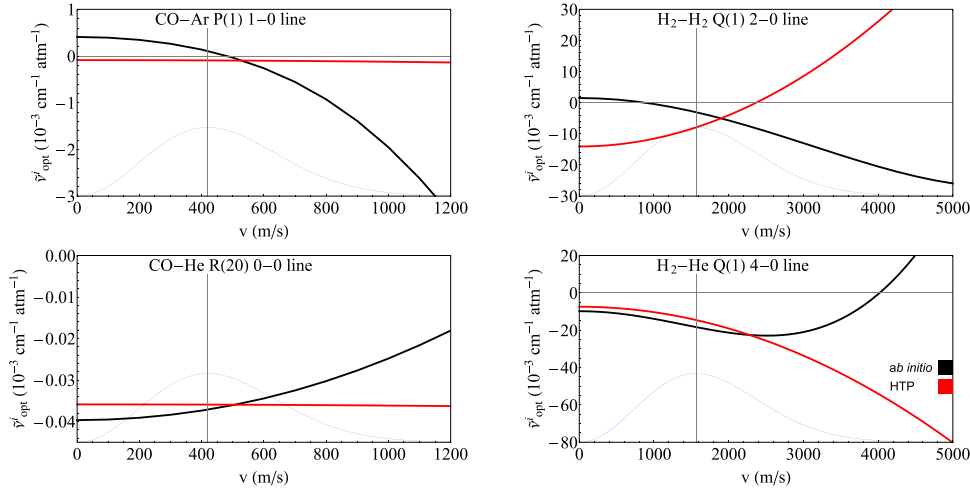 CO−Ar P(1) 1−0 line
1
0
−1
−2
−3
ν̃ⁱopt (10⁻³ cm⁻¹ atm⁻¹)
0 200 400 600 800 1000 1200
v (m/s)
H₂−H₂ Q(1) 2−0 line
30
20
10
0
−10
−20
−30
ν̃ⁱopt (10⁻³ cm⁻¹ atm⁻¹)
0 1000 2000 3000 4000 5000
v (m/s)
CO−He R(20) 0−0 line
0.00
−0.01
−0.02
−0.03
−0.04
ν̃ⁱopt (10⁻³ cm⁻¹ atm⁻¹)
0 200 400 600 800 1000 1200
v (m/s)
H₂−He Q(1) 4−0 line
20
0
−20
−40
−60
−80
ν̃ⁱopt (10⁻³ cm⁻¹ atm⁻¹)
0 1000 2000 3000 4000 5000
v (m/s)
ab initio
HTP